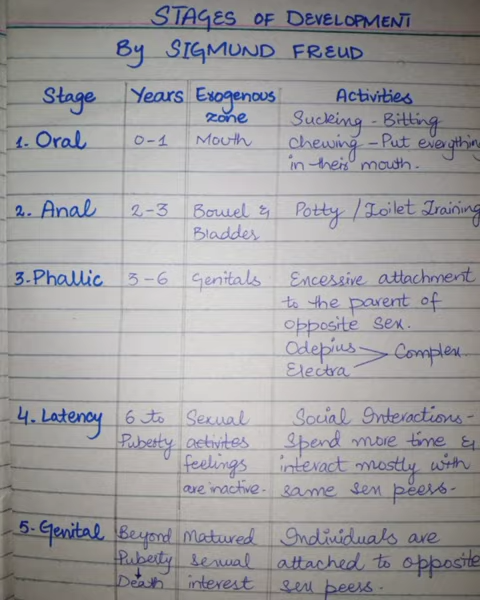 STAGES OF DEVELOPMENT
By SIGMUND FREUD
Stage Years Exogenous zone Activities
1. Oral 0-1 Mouth Sucking - Bitting
chewing - Put everything
in their mouth.
2. Anal 2-3 Bowel & Potty / Toilet Training
Bladder
3. Phallic 3-6 Genitals Excessive attachment
to the parent of
opposite sex.
Odepius
Electra Complex.
4. Latency 6 to Sexual Social Interactions -
Puberty activites Spend more time &
feelings interact mostly with
are inactive. same sex peers.
5. Genital Beyond Matured Individuals are
Puberty sexual attached to opposite
Death interest sex peers.